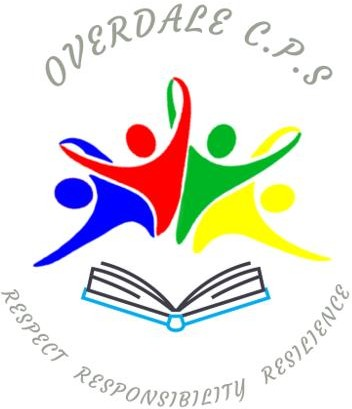 OVERDALE C.P.S
RESPECT RESPONSIBILITY RESILIENCE